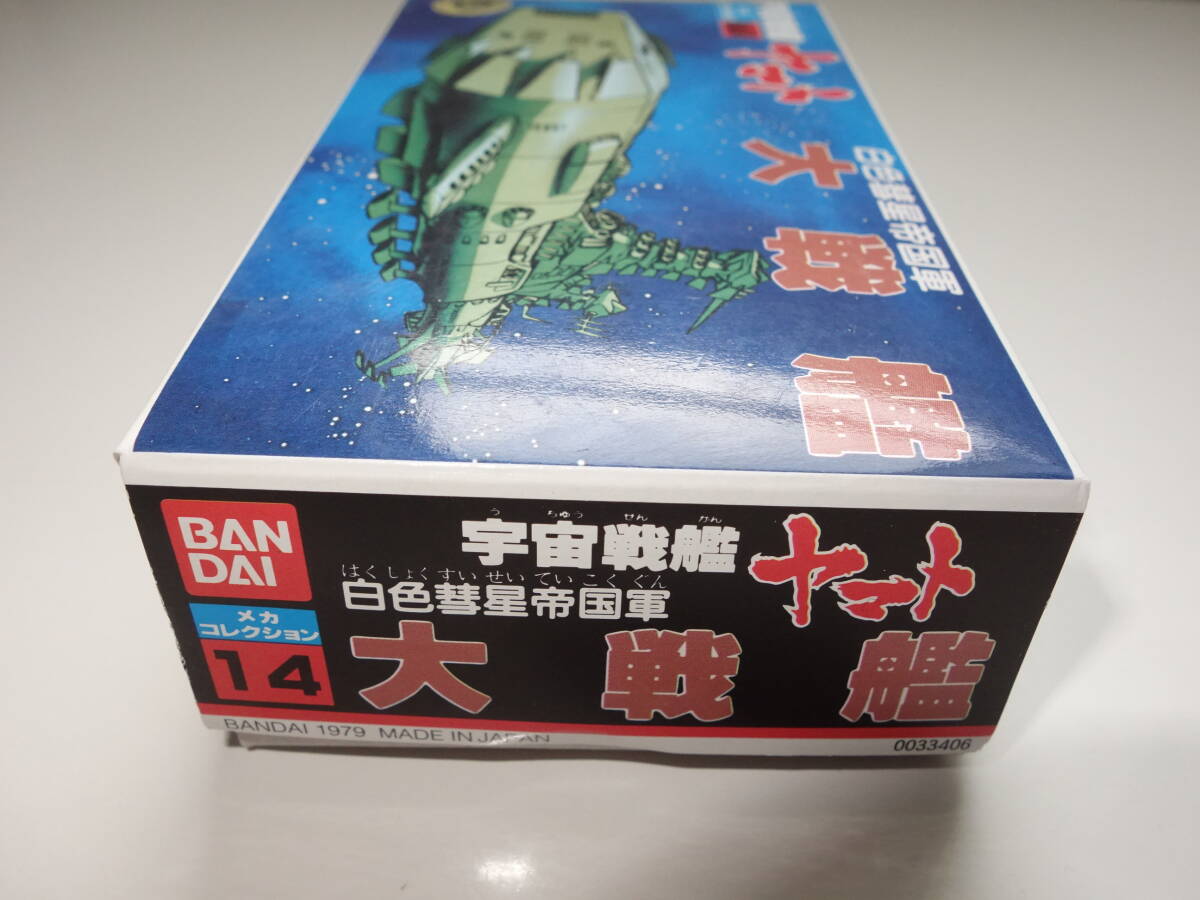 ヤマト
白色彗星帝国軍
大戦艦
BAN
DAI
メカ
コレクション
14
うちゅうせんかん
宇宙戦艦
ヤマト
はくしょくすいせいていこくぐん
白色彗星帝国軍
大戦艦
BANDAI 1979 MADE IN JAPAN
0033406